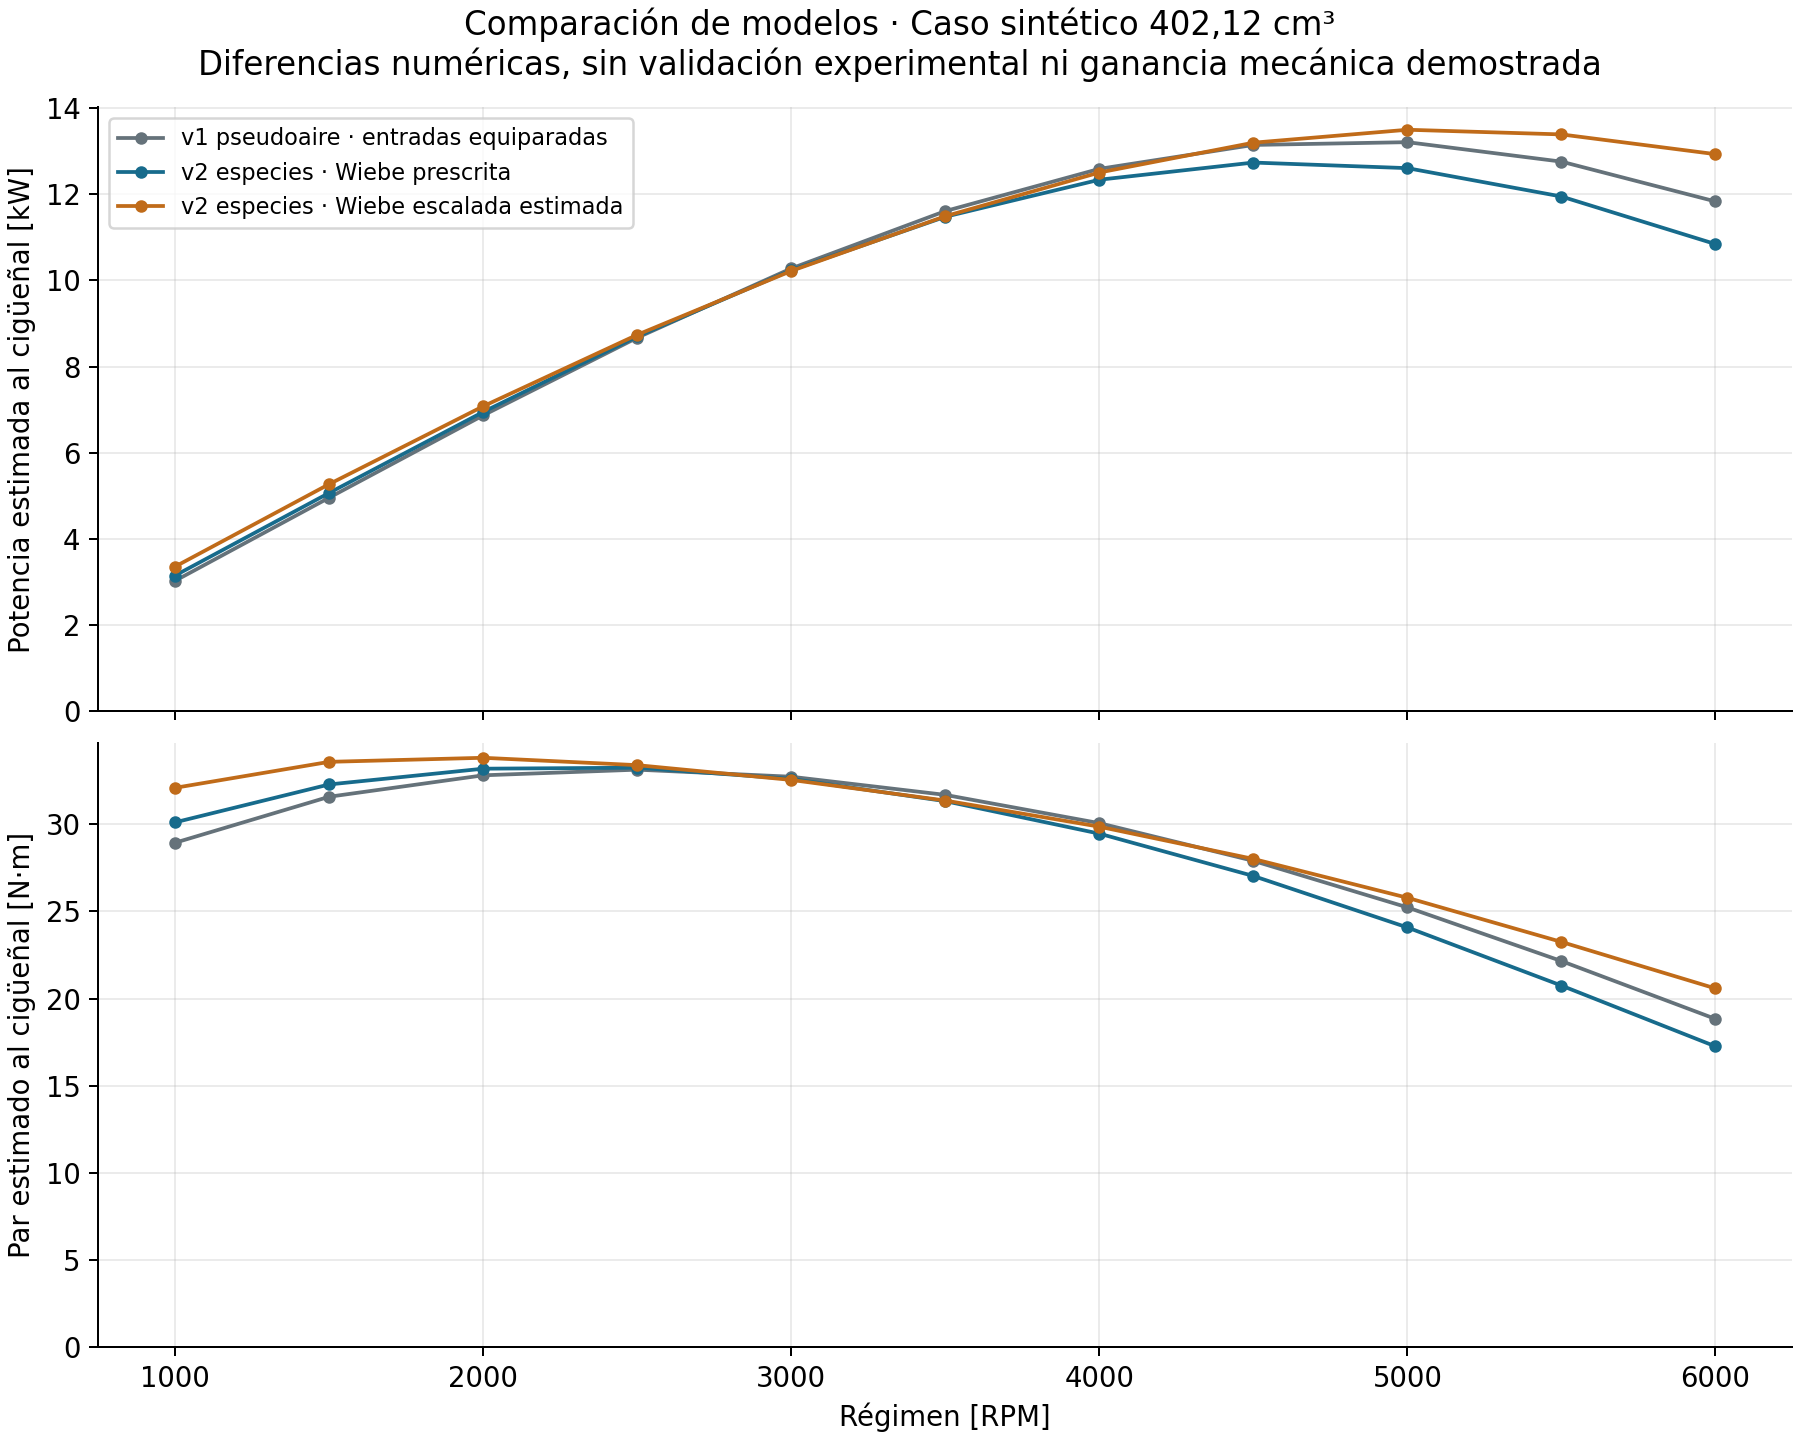 Comparación de modelos · Caso sintético 402,12 cm³
Diferencias numéricas, sin validación experimental ni ganancia mecánica demostrada
Potencia estimada al cigüeñal [kW]
14
12
10
8
6
4
2
0
v1 pseudoaire · entradas equiparadas
v2 especies · Wiebe prescrita
v2 especies · Wiebe escalada estimada
Par estimado al cigüeñal [N·m]
30
25
20
15
10
5
0
1000 2000 3000 4000 5000 6000
Régimen [RPM]